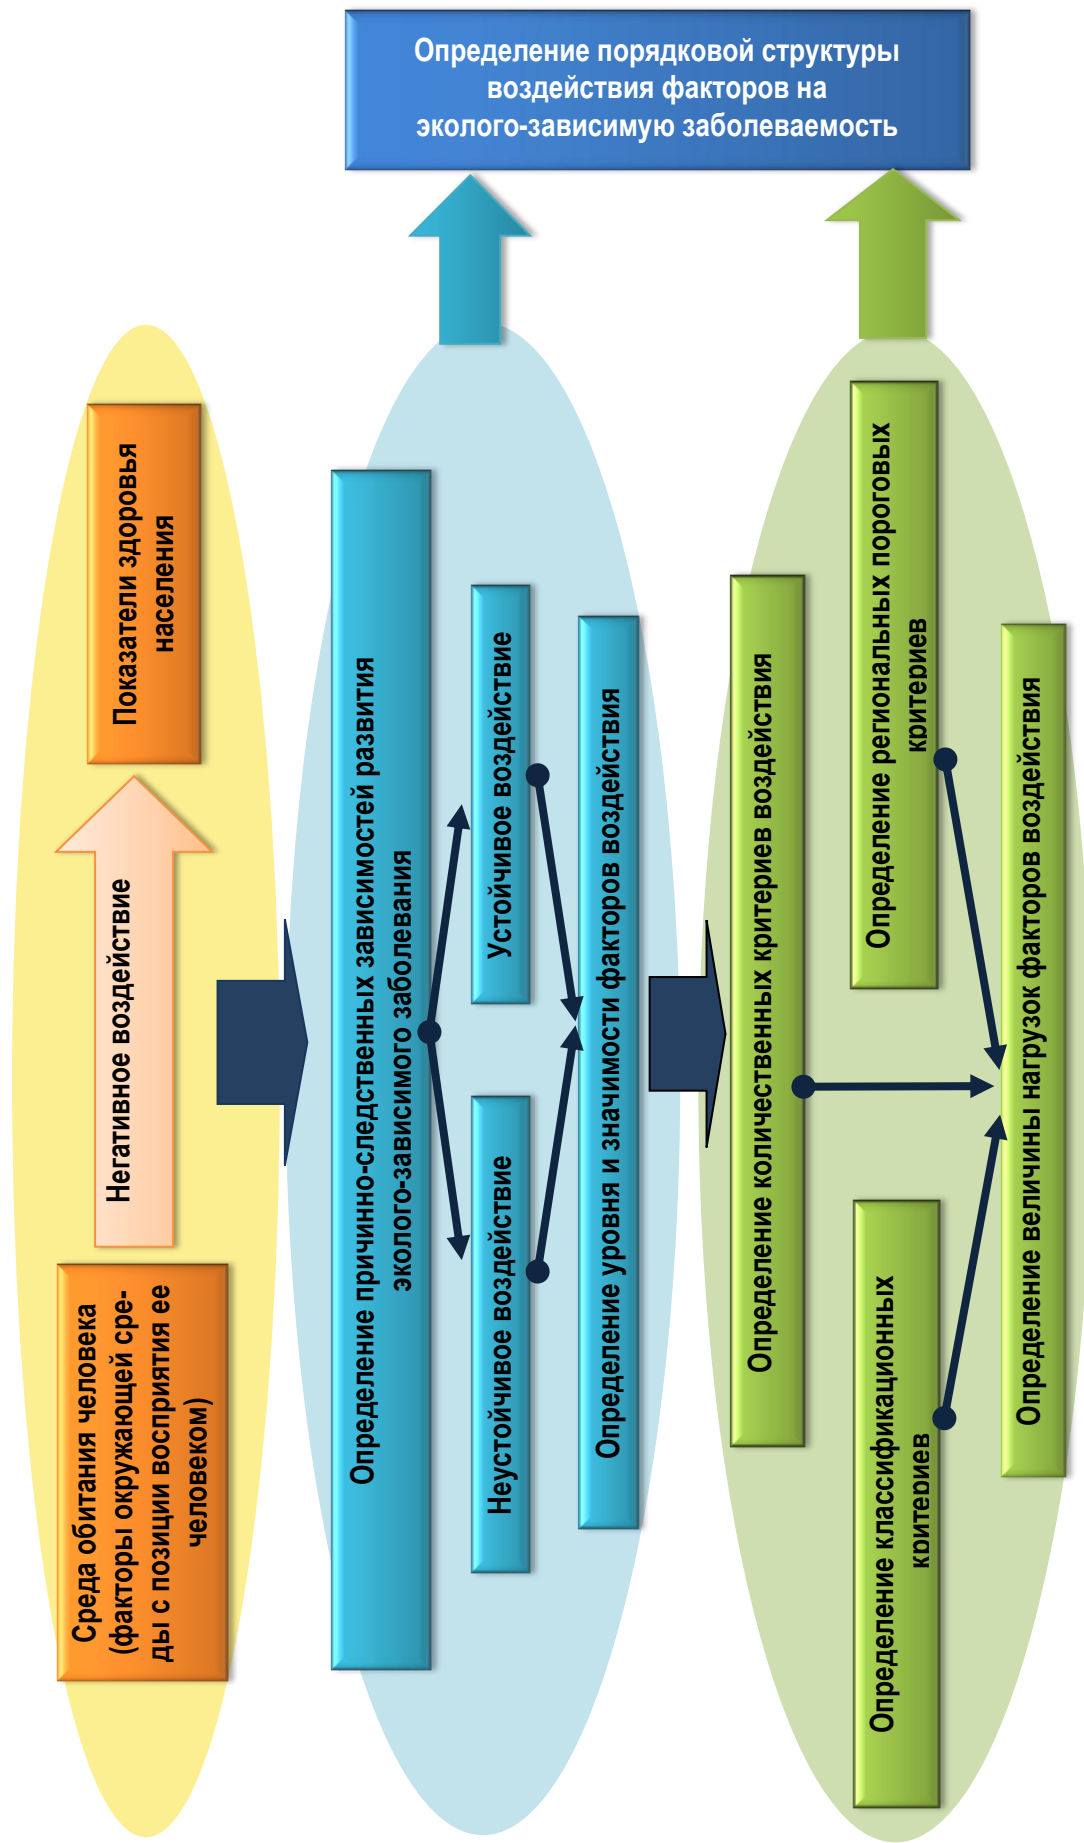 Определение порядковой структуры
воздействия факторов на
эколого-зависимую заболеваемость
Среда обитания человека
(факторы окружающей сре-
ды с позиции восприятия ее
человеком)
Негативное воздействие
Показатели здоровья
населения
Определение причинно-следственных зависимостей развития
эколого-зависимого заболевания
Неустойчивое воздействие
Устойчивое воздействие
Определение уровня и значимости факторов воздействия
Определение количественных критериев воздействия
Определение классификационных
критериев
Определение региональных пороговых
критериев
Определение величины нагрузок факторов воздействия